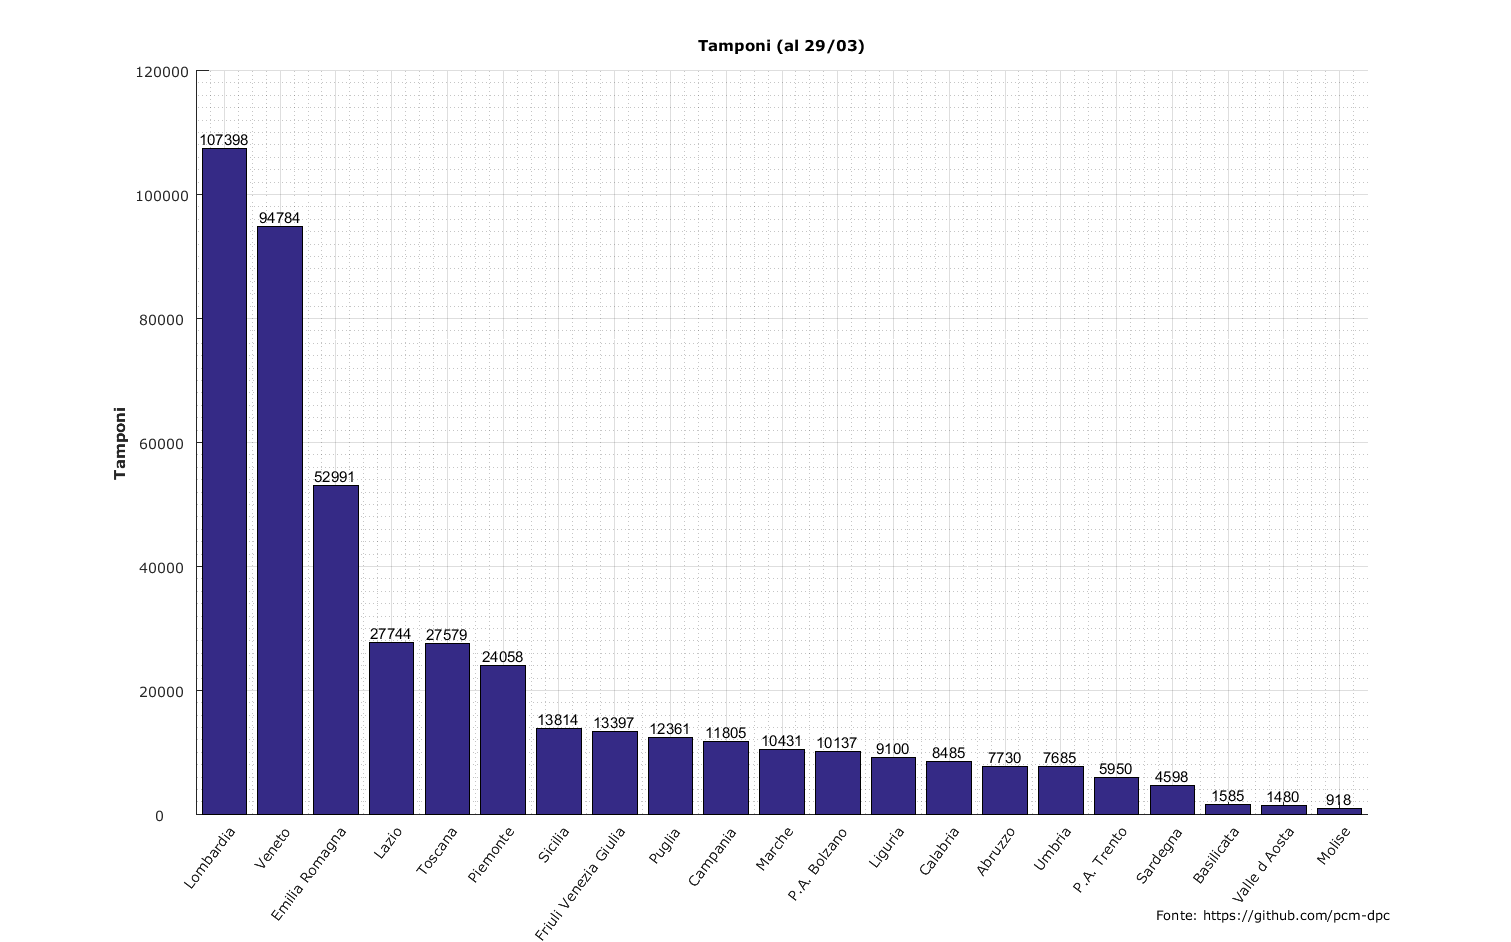 Tamponi (al 29/03)
120000
100000
80000
60000
40000
20000
0
Tamponi
107398
94784
52991
27744
27579
24058
13814
13397
12361
11805
10431
10137
9100
8485
7730
7685
5950
4598
1585
1480
918
Lombardia
Veneto
Emilia Romagna
Lazio
Toscana
Piemonte
Sicilia
Friuli Venezia Giulia
Puglia
Campania
Marche
P.A. Bolzano
Liguria
Calabria
Abruzzo
Umbria
P.A. Trento
Sardegna
Basilicata
Valle d Aosta
Molise
Fonte: https://github.com/pcm-dpc